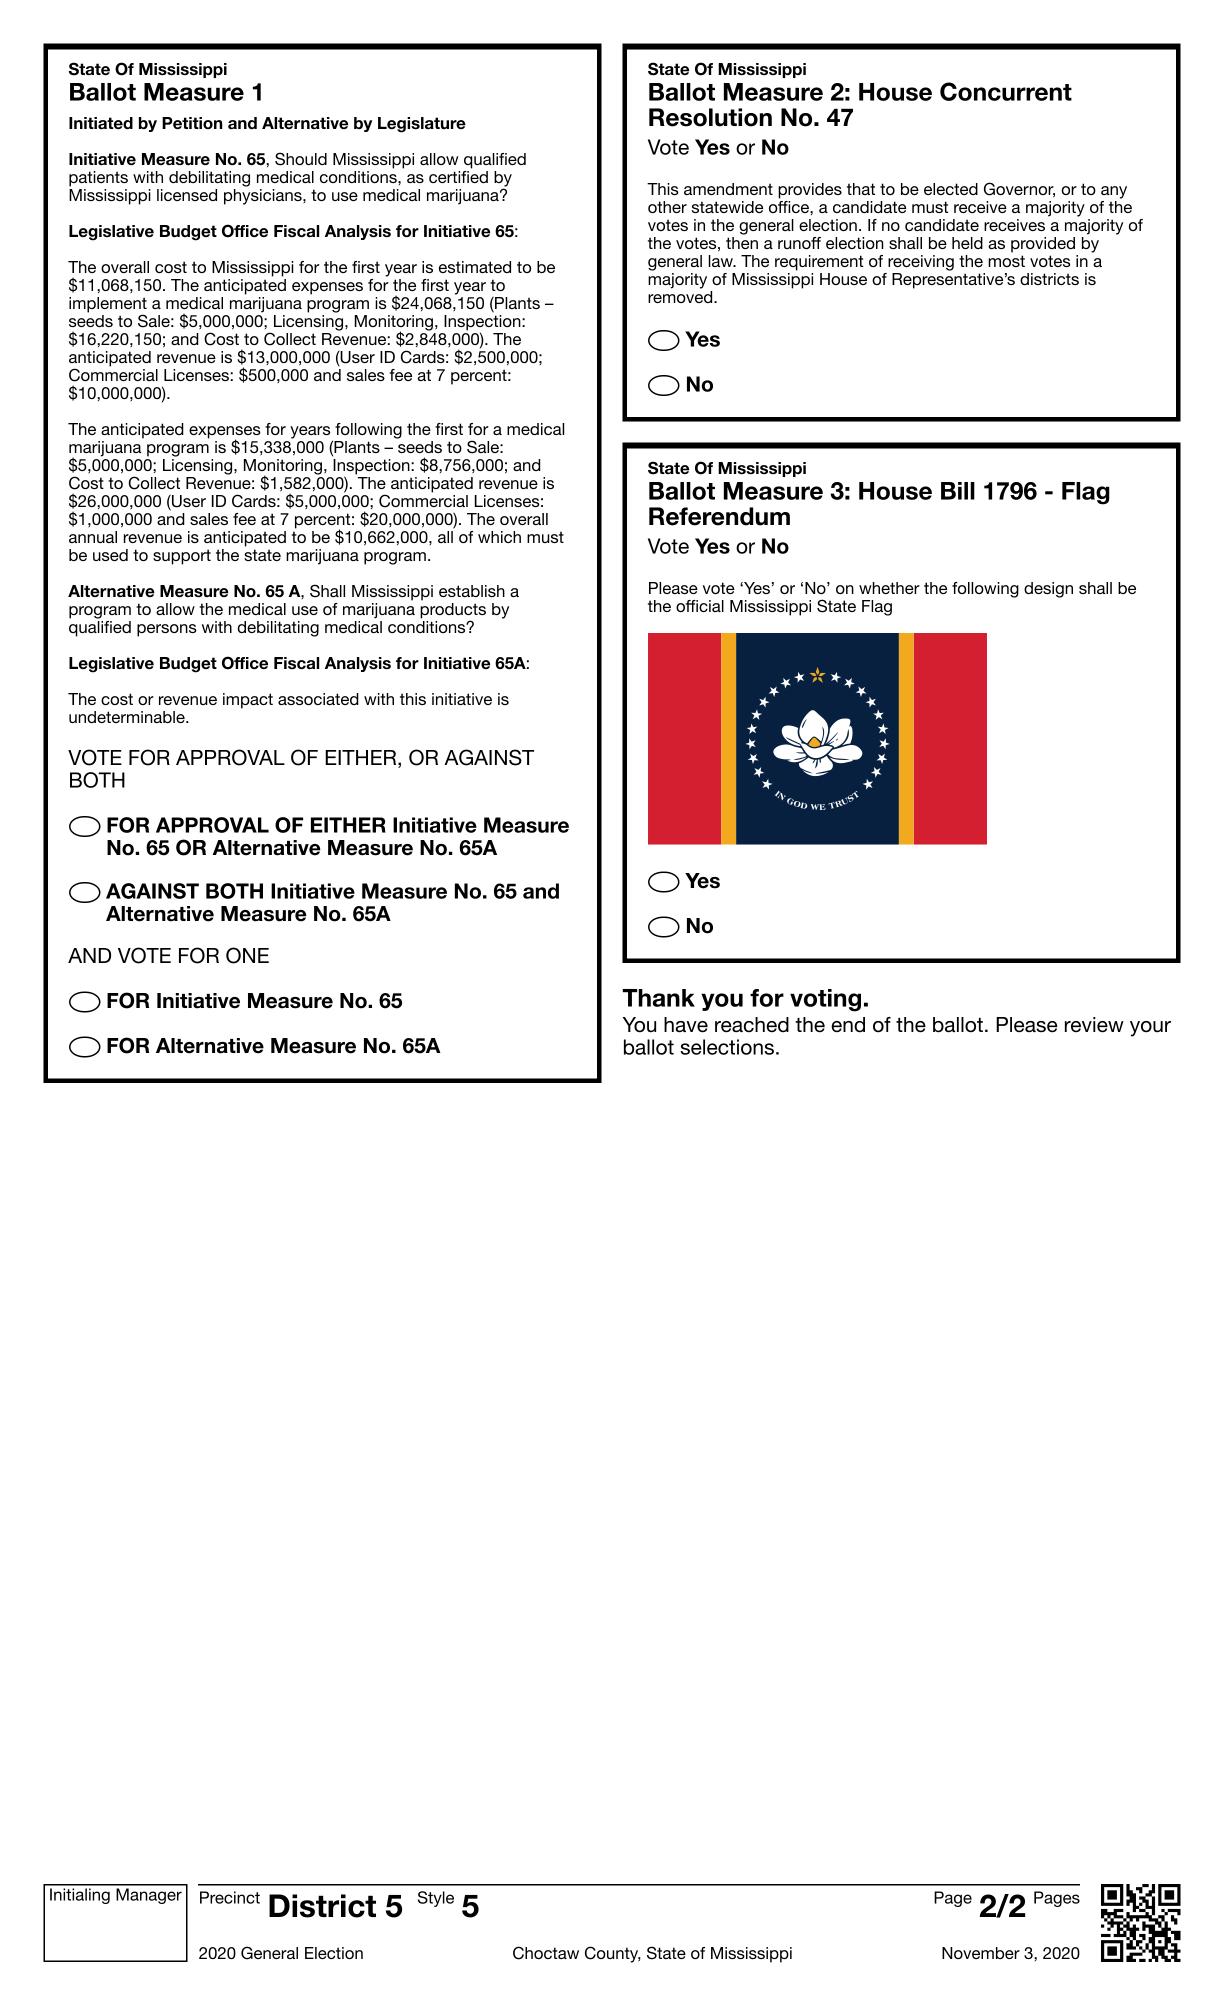 State Of Mississippi
Ballot Measure 1
Initiated by Petition and Alternative by Legislature
Initiative Measure No. 65, Should Mississippi allow qualified
patients with debilitating medical conditions, as certified by
Mississippi licensed physicians, to use medical marijuana?
Legislative Budget Office Fiscal Analysis for Initiative 65:
The overall cost to Mississippi for the first year is estimated to be
$11,068,150. The anticipated expenses for the first year to
implement a medical marijuana program is $24,068,150 (Plants –
seeds to Sale: $5,000,000; Licensing, Monitoring, Inspection:
$16,220,150; and Cost to Collect Revenue: $2,848,000). The
anticipated revenue is $13,000,000 (User ID Cards: $2,500,000;
Commercial Licenses: $500,000 and sales fee at 7 percent:
$10,000,000).
The anticipated expenses for years following the first for a medical
marijuana program is $15,338,000 (Plants – seeds to Sale:
$5,000,000; Licensing, Monitoring, Inspection: $8,756,000; and
Cost to Collect Revenue: $1,582,000). The anticipated revenue is
$26,000,000 (User ID Cards: $5,000,000; Commercial Licenses:
$1,000,000 and sales fee at 7 percent: $20,000,000). The overall
annual revenue is anticipated to be $10,662,000, all of which must
be used to support the state marijuana program.
Alternative Measure No. 65 A, Shall Mississippi establish a
program to allow the medical use of marijuana products by
qualified persons with debilitating medical conditions?
Legislative Budget Office Fiscal Analysis for Initiative 65A:
The cost or revenue impact associated with this initiative is
undeterminable.
VOTE FOR APPROVAL OF EITHER, OR AGAINST
BOTH
FOR APPROVAL OF EITHER Initiative Measure
No. 65 OR Alternative Measure No. 65A
AGAINST BOTH Initiative Measure No. 65 and
Alternative Measure No. 65A
AND VOTE FOR ONE
FOR Initiative Measure No. 65
FOR Alternative Measure No. 65A
State Of Mississippi
Ballot Measure 2: House Concurrent
Resolution No. 47
Vote Yes or No
This amendment provides that to be elected Governor, or to any
other statewide office, a candidate must receive a majority of the
votes in the general election. If no candidate receives a majority of
the votes, then a runoff election shall be held as provided by
general law. The requirement of receiving the most votes in a
majority of Mississippi House of Representative’s districts is
removed.
Yes
No
State Of Mississippi
Ballot Measure 3: House Bill 1796 - Flag
Referendum
Vote Yes or No
Please vote ‘Yes’ or ‘No’ on whether the following design shall be
the official Mississippi State Flag
IN GOD WE TRUST
Yes
No
Thank you for voting.
You have reached the end of the ballot. Please review your
ballot selections.
Initialing Manager
Precinct District 5 Style 5
Page 2/2 Pages
2020 General Election
Choctaw County, State of Mississippi
November 3, 2020